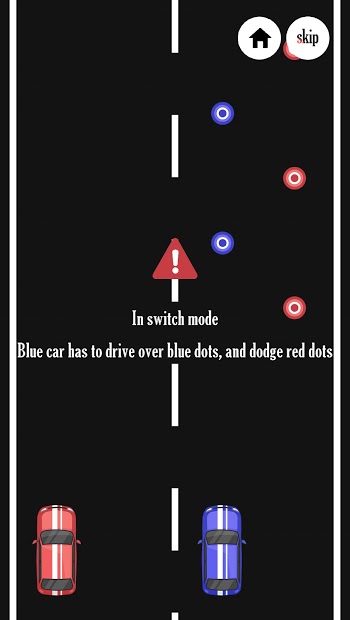 skip
In switch mode
Blue car has to drive over blue dots, and dodge red dots